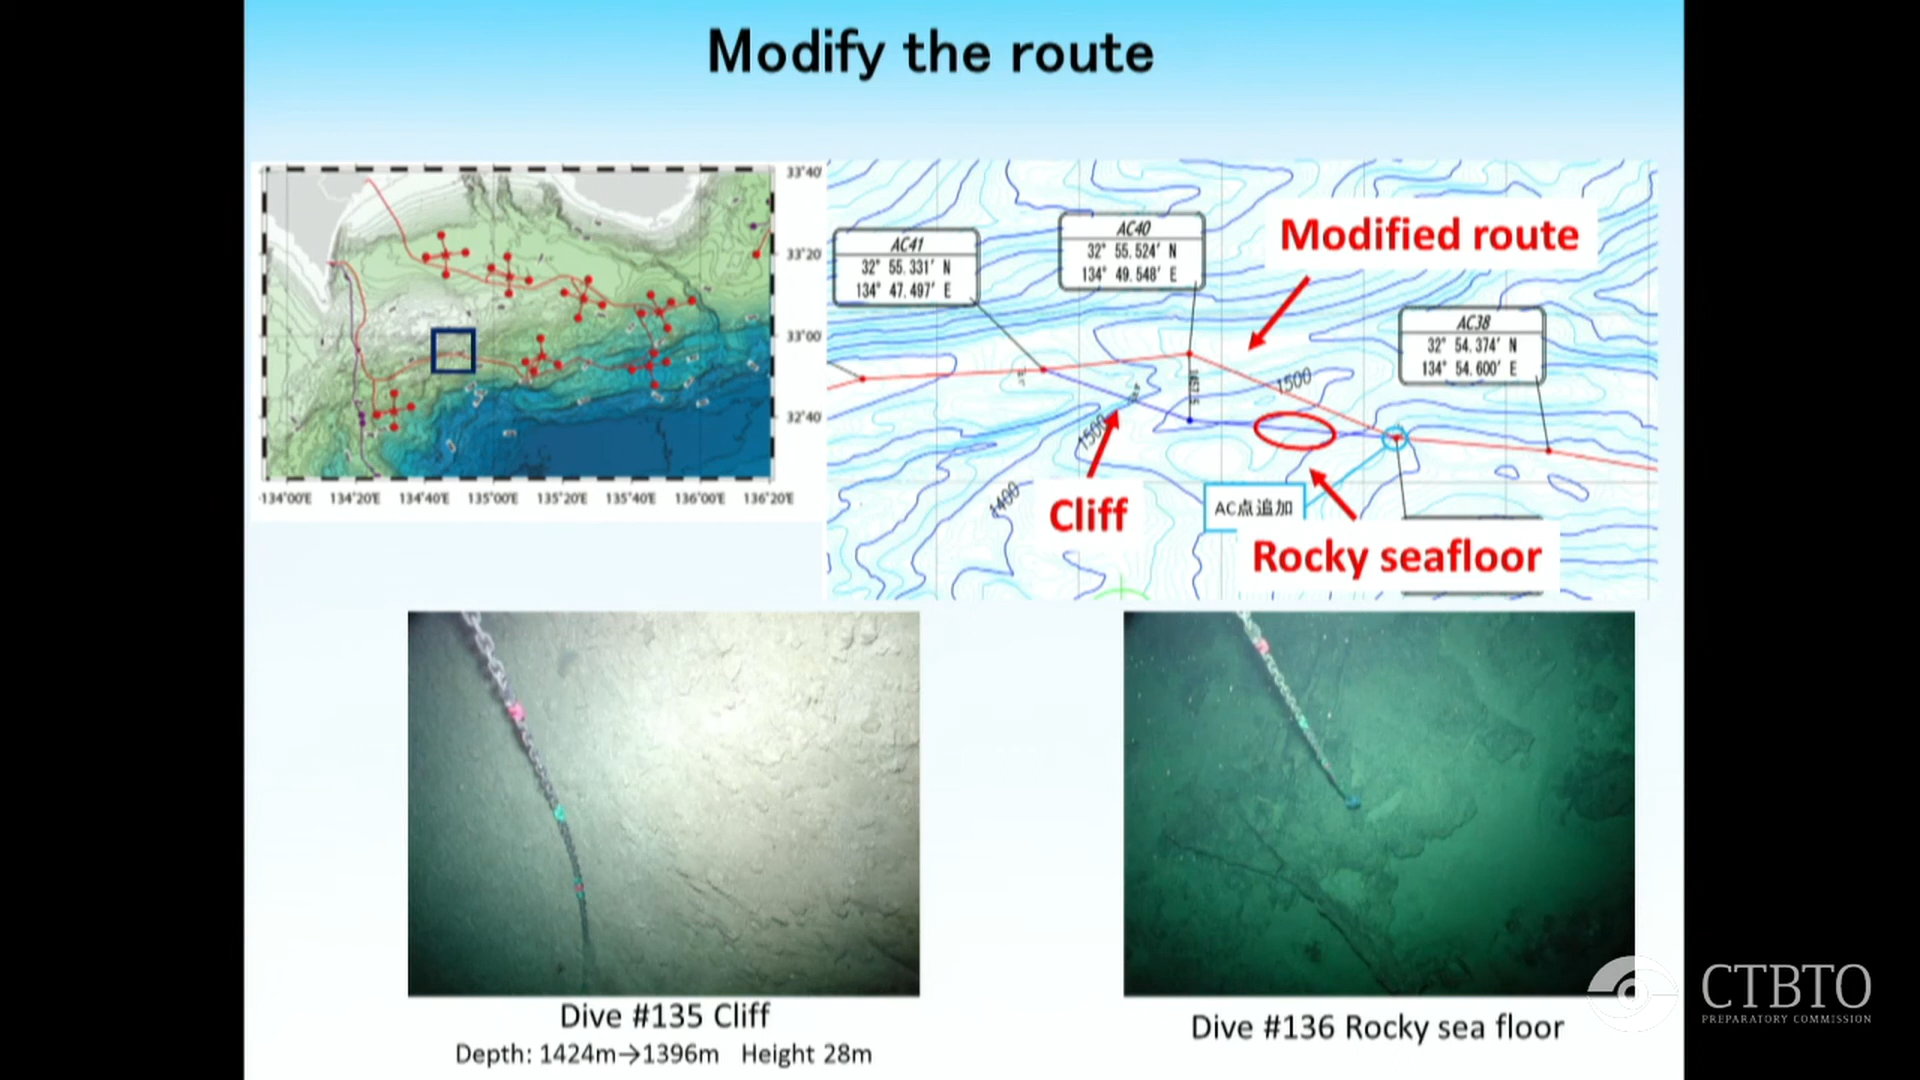 Modify the route
33°40'
33°20'
33°00'
32°40'
134°00'E 134°20'E 134°40'E 135°00'E 135°20'E 135°40'E 136°00'E 136°20'E
AC41
32° 55.331′ N
134° 47.497′ E
AC40
32° 55.524′ N
134° 49.548′ E
Modified route
AC38
32° 54.374′ N
134° 54.600′ E
1500
1500
1400
Cliff
AC点追加
Rocky seafloor
Dive #135 Cliff
Depth: 1424m→1396m Height 28m
Dive #136 Rocky sea floor
CTBTO
PREPARATORY COMMISSION